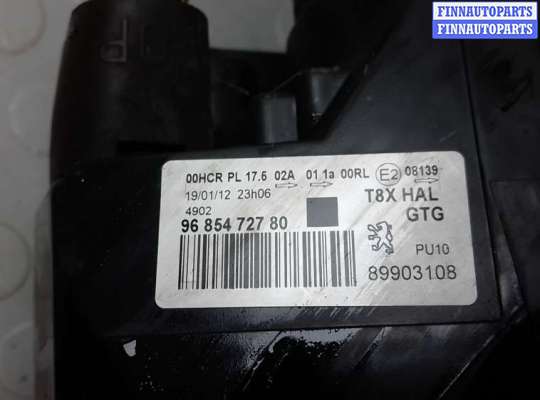 FINNAUTOPARTS
FINNAUTOPARTS
00HCR PL 17.5 02A 01 1a 00RL E2 08139
19/01/12 23h06
4902
T8X HAL
GTG
96 854 727 80
PU10
89903108